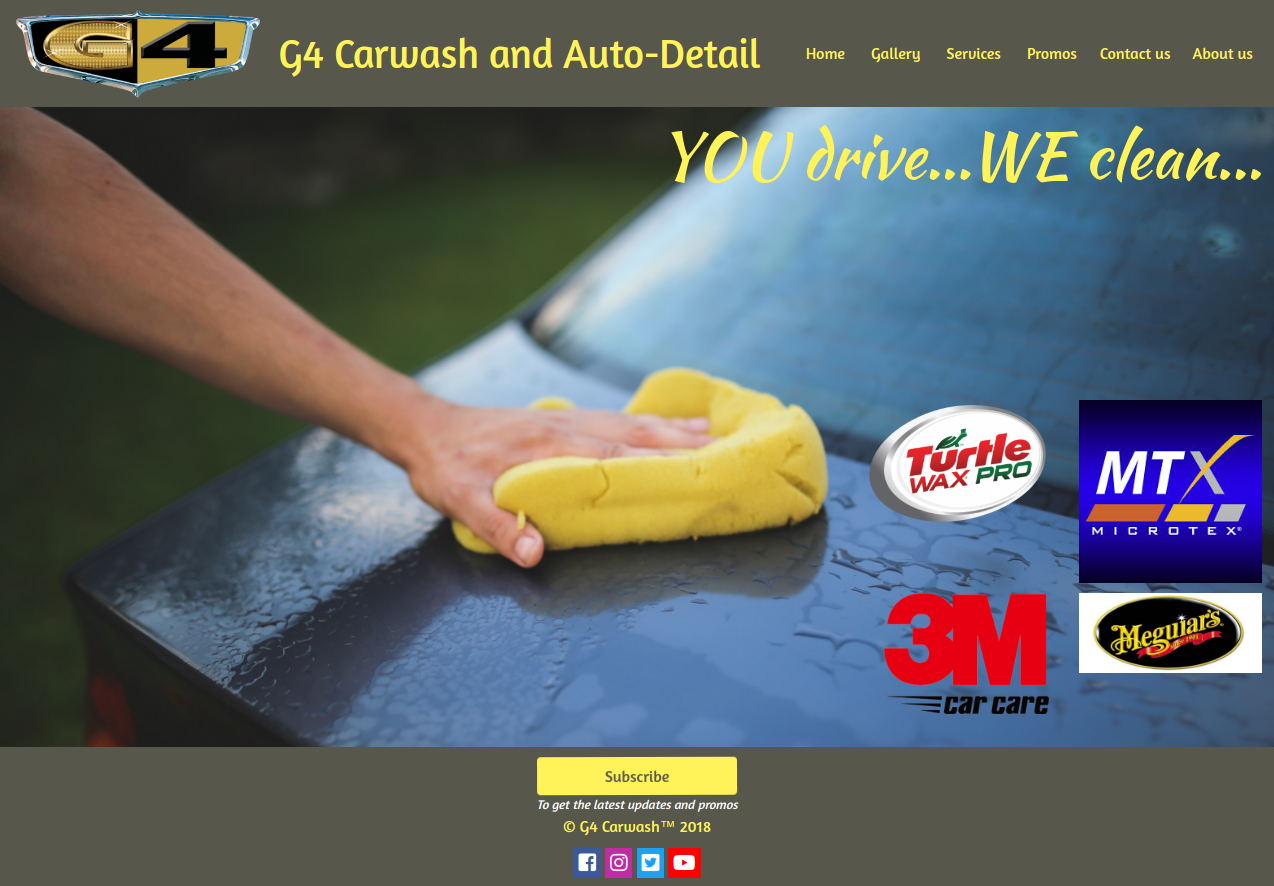 G4
G4 Carwash and Auto-Detail
Home Gallery Services Promos Contact us About us
YOU drive...WE clean...
Turtle
WAX PRO
MTX
MICROTEX®
3M
car care
Meguiar's
Subscribe
To get the latest updates and promos
© G4 Carwash™ 2018